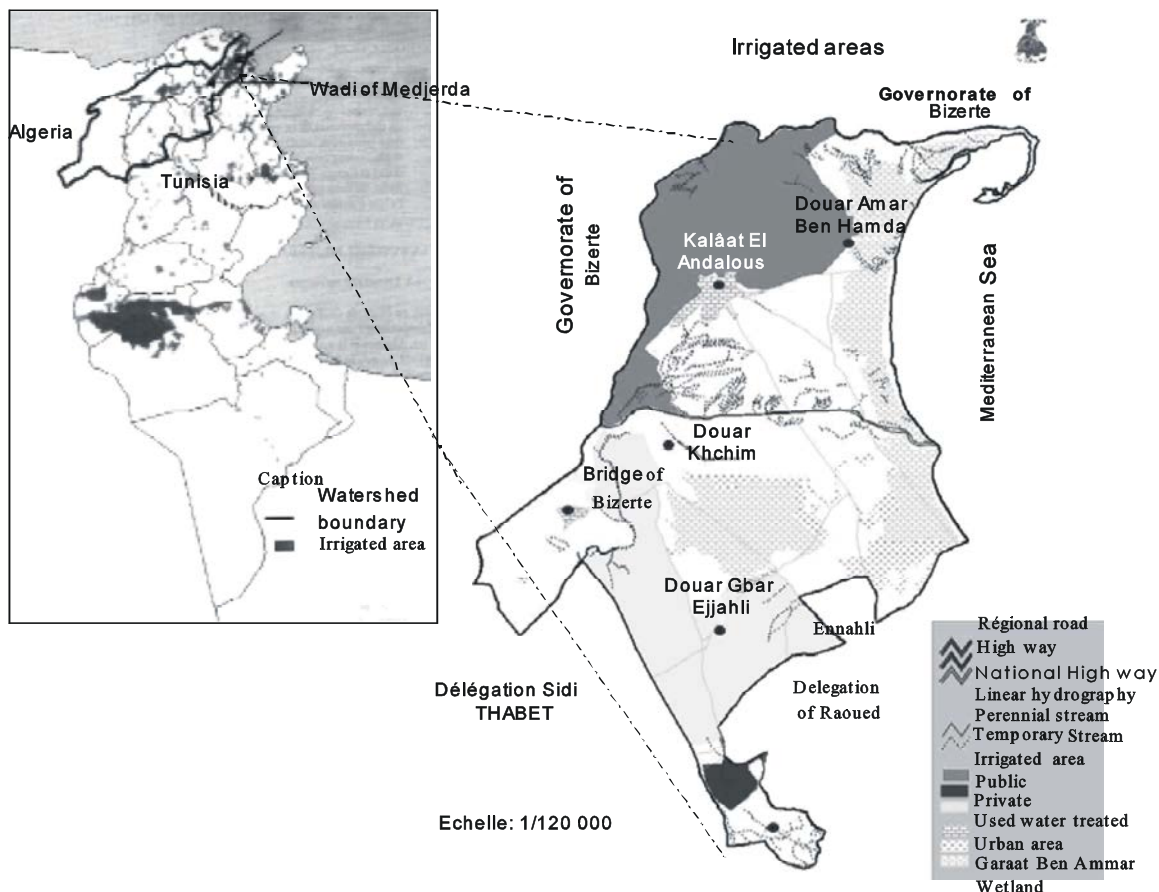 Irrigated areas
Wadi of Medjerda
Algeria
Tunisia
Caption
Watershed
boundary
Irrigated area
Governorate of
Bizerte
Governorate of
Bizerte
Douar Amar
Ben Hamda
Kalâat El
Andalous
Mediterranean Sea
Douar
Khchim
Bridge of
Bizerte
Douar Gbar
Ejjahli
Ennahli
Délégation Sidi
THABET
Delegation
of Raoued
Echelle: 1/120 000
Régional road
High way
National High way
Linear hydrography
Perennial stream
Temporary Stream
Irrigated area
Public
Private
Used water treated
Urban area
Garaat Ben Ammar
Wetland